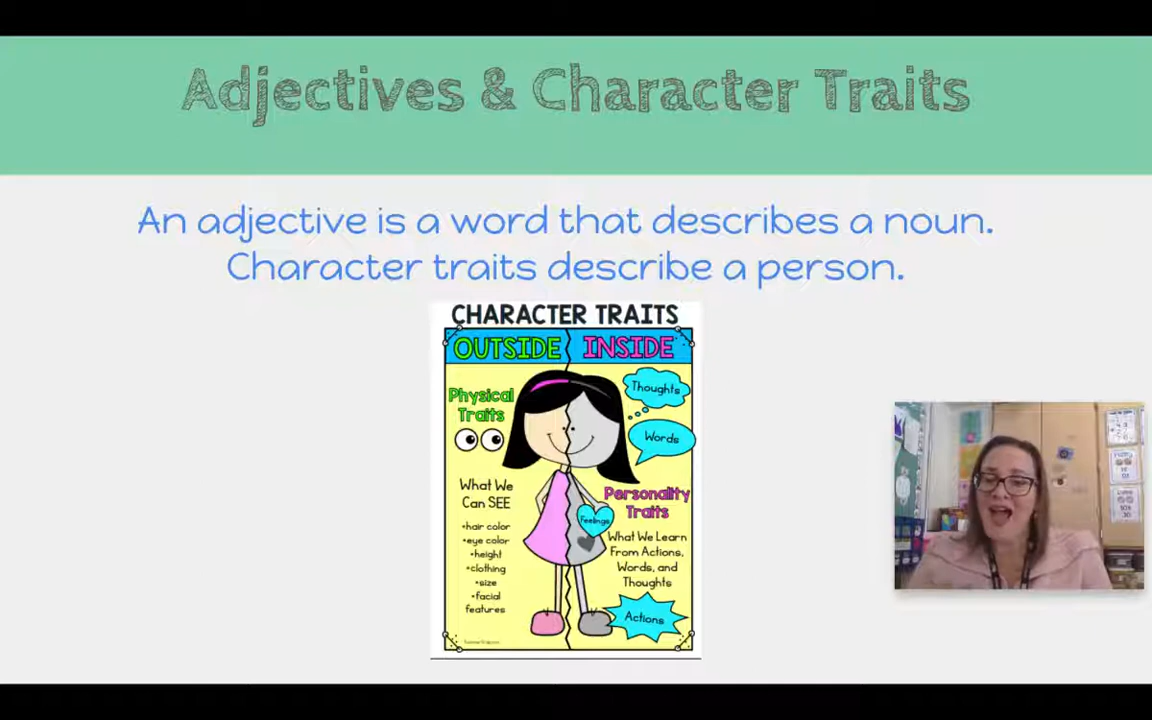 Adjectives & Character Traits
An adjective is a word that describes a noun.
Character traits describe a person.
CHARACTER TRAITS
OUTSIDE
INSIDE
Physical
Traits
What We
Can SEE
•hair color
•eye color
•height
•clothing
•size
•facial
features
Thoughts
Words
Personality
Traits
Feelings
What We Learn
From Actions,
Words, and
Thoughts
Actions